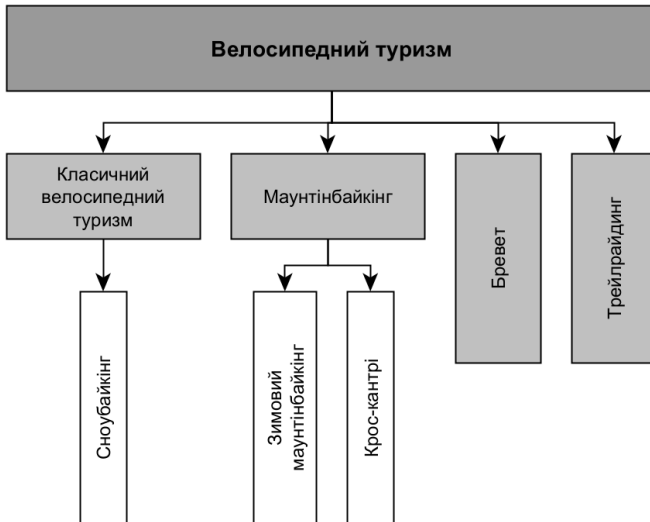 Велосипедний туризм
Класичний
велосипедний
туризм
Маунтінбайкінг
Бревет
Трейлрайдинг
Сноубайкінг
Зимовий
маунтінбайкінг
Крос-кантрі